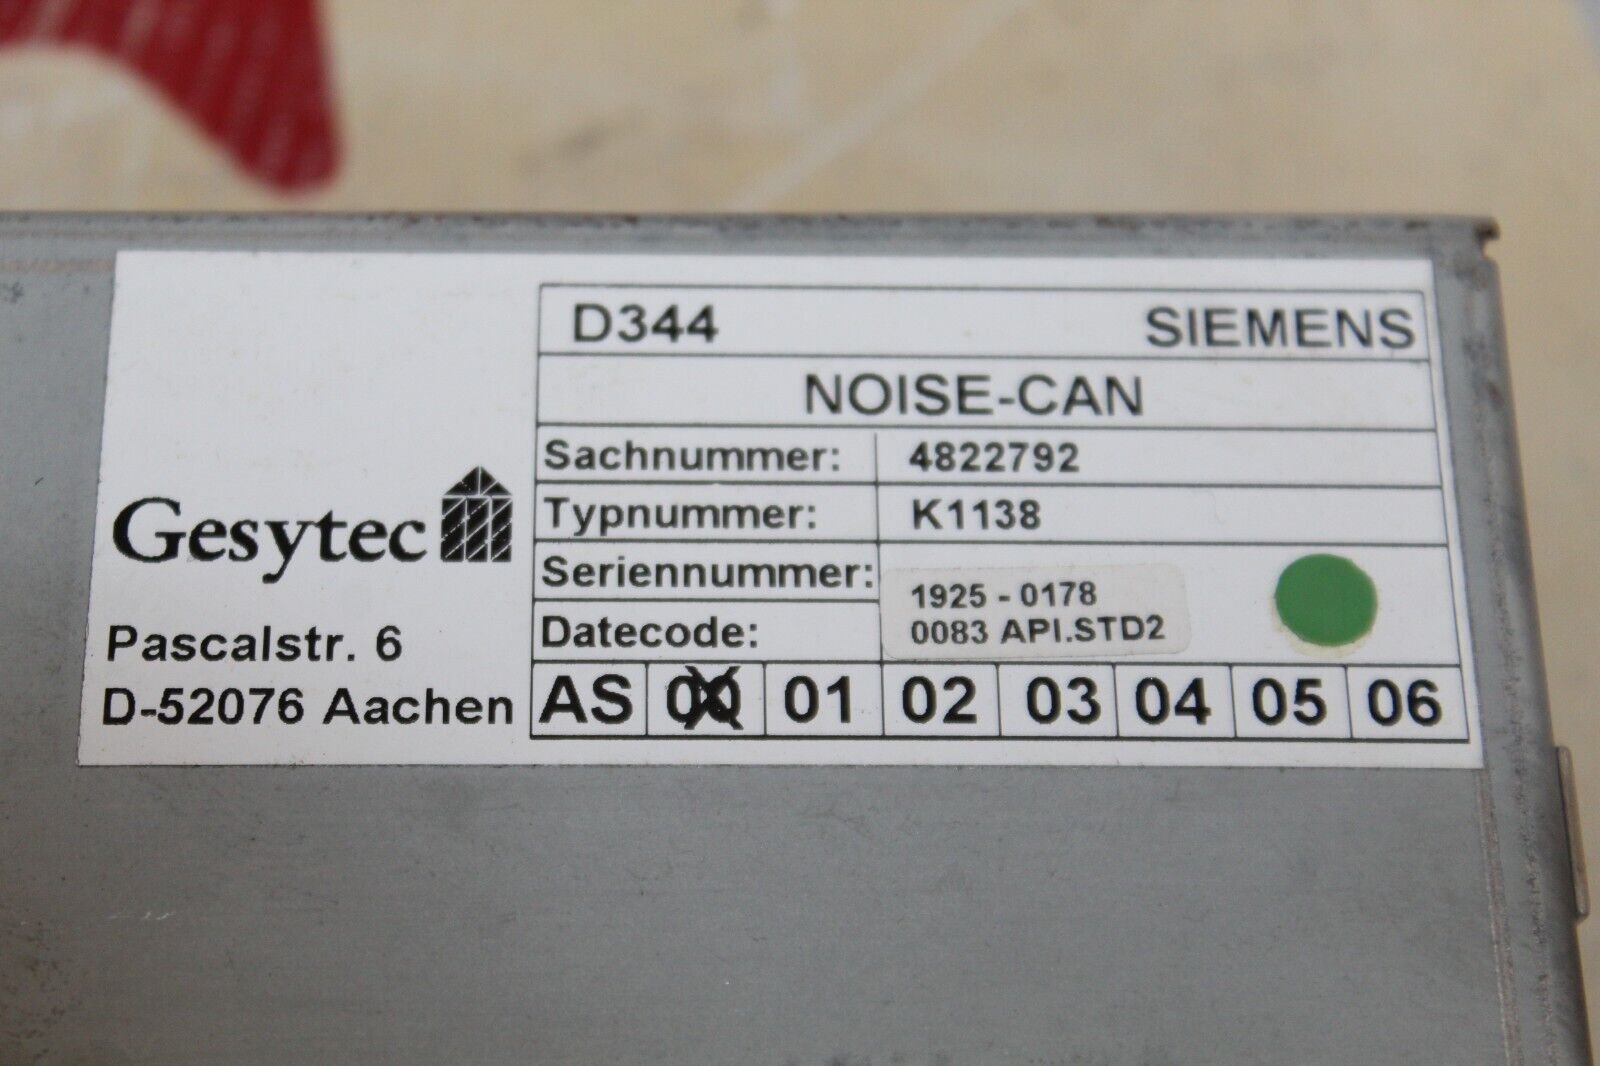 D344 SIEMENS
NOISE-CAN
Sachnummer: 4822792
Typnummer: K1138
Seriennummer: 1925 - 0178
Datecode: 0083 API.STD2
AS 00 01 02 03 04 05 06
Gesytec
Pascalstr. 6
D-52076 Aachen